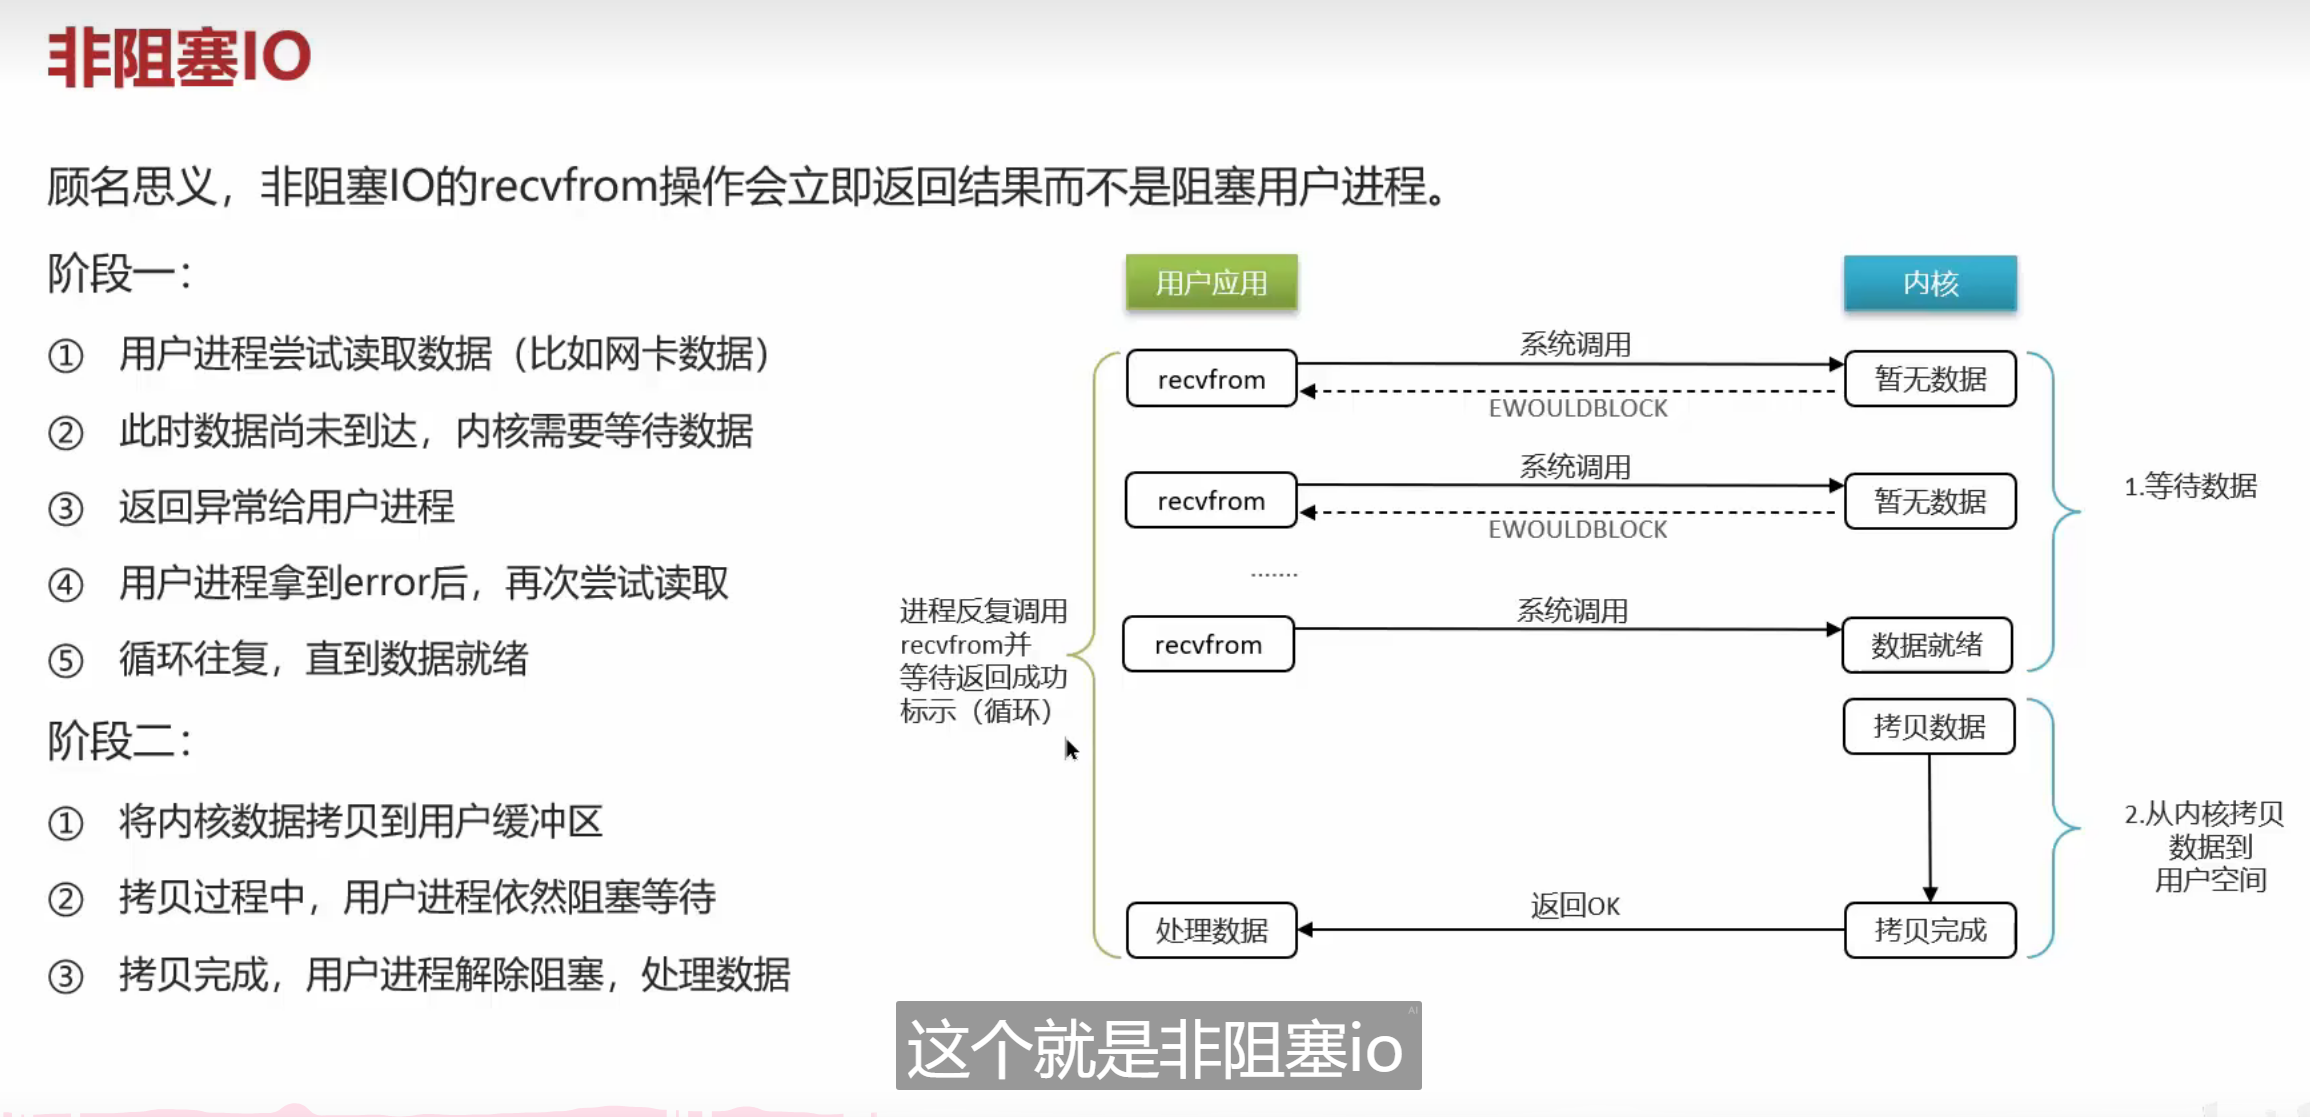 非阻塞IO
顾名思义，非阻塞IO的recvfrom操作会立即返回结果而不是阻塞用户进程。
阶段一：
① 用户进程尝试读取数据（比如网卡数据）
② 此时数据尚未到达，内核需要等待数据
③ 返回异常给用户进程
④ 用户进程拿到error后，再次尝试读取
⑤ 循环往复，直到数据就绪
阶段二：
① 将内核数据拷贝到用户缓冲区
② 拷贝过程中，用户进程依然阻塞等待
③ 拷贝完成，用户进程解除阻塞，处理数据
用户应用
内核
recvfrom
系统调用
EWOULDBLOCK
暂无数据
recvfrom
系统调用
EWOULDBLOCK
暂无数据
.......
recvfrom
系统调用
数据就绪
进程反复调用
recvfrom并
等待返回成功
标示（循环）
1.等待数据
拷贝数据
2.从内核拷贝
数据到
用户空间
处理数据
返回OK
拷贝完成
AI
这个就是非阻塞io